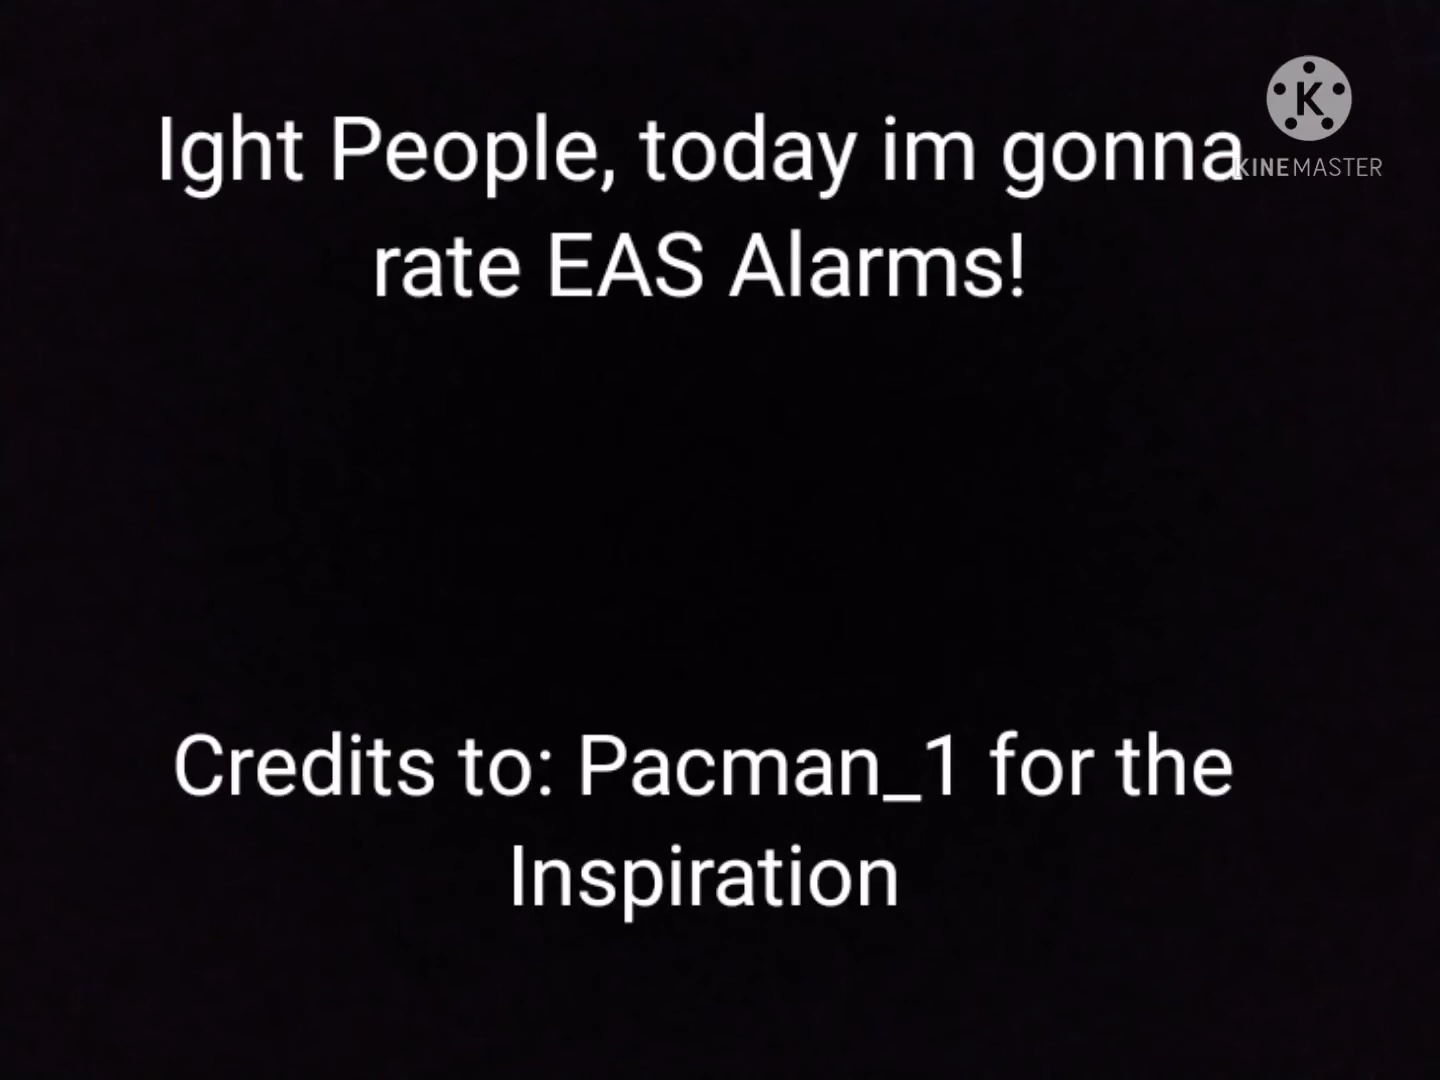 Ight People, today im gonna
rate EAS Alarms!
K
KINEMASTER
Credits to: Pacman_1 for the
Inspiration